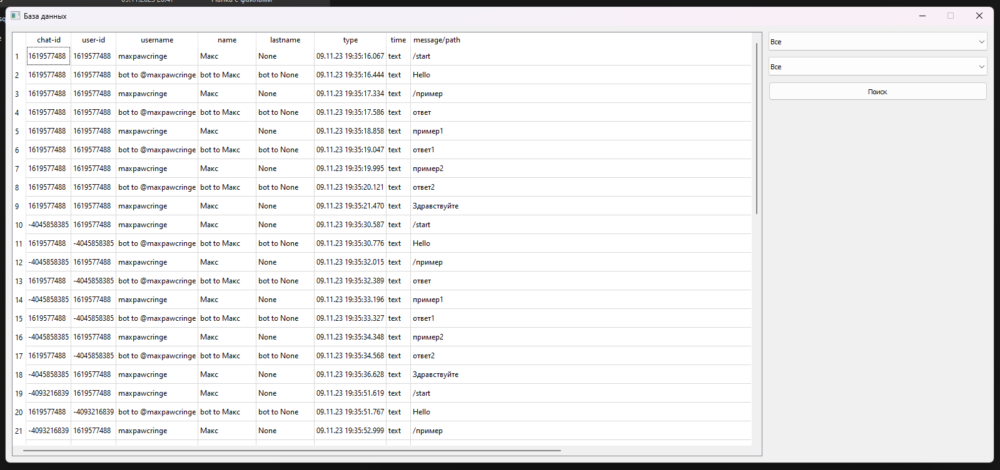 09.11.2023 20:47 Папка с файлами
База данных
chat-id user-id username name lastname type time message/path
Все
1 1619577488 1619577488 maxpawcringe Макс None 09.11.23 19:35:16.067 text /start
Все
2 1619577488 1619577488 bot to @maxpawcringe bot to Макс bot to None 09.11.23 19:35:16.444 text Hello
Поиск
3 1619577488 1619577488 maxpawcringe Макс None 09.11.23 19:35:17.334 text /пример
4 1619577488 1619577488 bot to @maxpawcringe bot to Макс bot to None 09.11.23 19:35:17.586 text ответ
5 1619577488 1619577488 maxpawcringe Макс None 09.11.23 19:35:18.858 text пример1
6 1619577488 1619577488 bot to @maxpawcringe bot to Макс bot to None 09.11.23 19:35:19.047 text ответ1
7 1619577488 1619577488 maxpawcringe Макс None 09.11.23 19:35:19.995 text пример2
8 1619577488 1619577488 bot to @maxpawcringe bot to Макс bot to None 09.11.23 19:35:20.121 text ответ2
9 1619577488 1619577488 maxpawcringe Макс None 09.11.23 19:35:21.470 text Здравствуйте
10 -4045858385 1619577488 maxpawcringe Макс None 09.11.23 19:35:30.587 text /start
11 1619577488 -4045858385 bot to @maxpawcringe bot to Макс bot to None 09.11.23 19:35:30.776 text Hello
12 -4045858385 1619577488 maxpawcringe Макс None 09.11.23 19:35:32.015 text /пример
13 1619577488 -4045858385 bot to @maxpawcringe bot to Макс bot to None 09.11.23 19:35:32.389 text ответ
14 -4045858385 1619577488 maxpawcringe Макс None 09.11.23 19:35:33.196 text пример1
15 1619577488 -4045858385 bot to @maxpawcringe bot to Макс bot to None 09.11.23 19:35:33.327 text ответ1
16 -4045858385 1619577488 maxpawcringe Макс None 09.11.23 19:35:34.348 text пример2
17 1619577488 -4045858385 bot to @maxpawcringe bot to Макс bot to None 09.11.23 19:35:34.568 text ответ2
18 -4045858385 1619577488 maxpawcringe Макс None 09.11.23 19:35:36.628 text Здравствуйте
19 -4093216839 1619577488 maxpawcringe Макс None 09.11.23 19:35:51.619 text /start
20 1619577488 -4093216839 bot to @maxpawcringe bot to Макс bot to None 09.11.23 19:35:51.767 text Hello
21 -4093216839 1619577488 maxpawcringe Макс None 09.11.23 19:35:52.999 text /пример